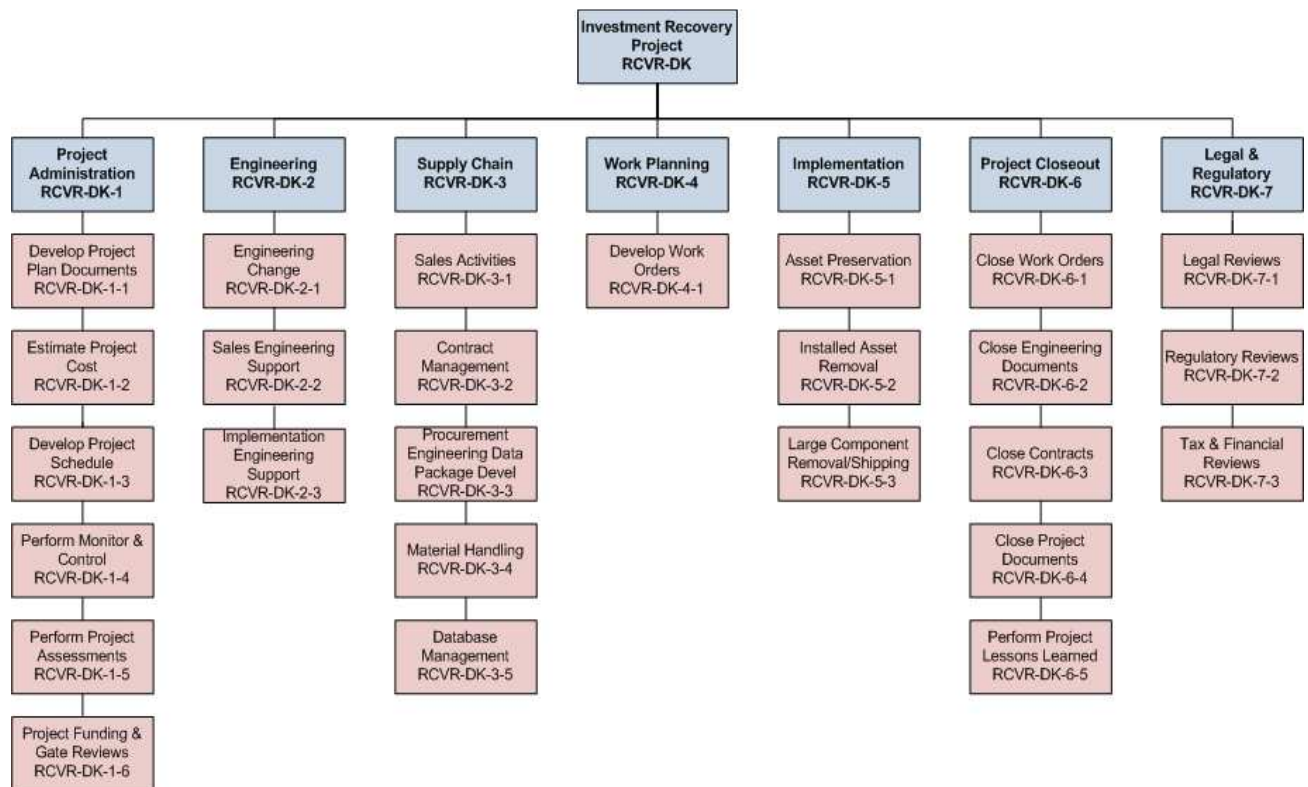 Investment Recovery
Project
RCVR-DK
Project
Administration
RCVR-DK-1
Engineering
RCVR-DK-2
Supply Chain
RCVR-DK-3
Work Planning
RCVR-DK-4
Implementation
RCVR-DK-5
Project Closeout
RCVR-DK-6
Legal &
Regulatory
RCVR-DK-7
Develop Project
Plan Documents
RCVR-DK-1-1
Estimate Project
Cost
RCVR-DK-1-2
Develop Project
Schedule
RCVR-DK-1-3
Perform Monitor &
Control
RCVR-DK-1-4
Perform Project
Assessments
RCVR-DK-1-5
Project Funding &
Gate Reviews
RCVR-DK-1-6
Engineering
Change
RCVR-DK-2-1
Sales Engineering
Support
RCVR-DK-2-2
Implementation
Engineering
Support
RCVR-DK-2-3
Sales Activities
RCVR-DK-3-1
Contract
Management
RCVR-DK-3-2
Procurement
Engineering Data
Package Devel
RCVR-DK-3-3
Material Handling
RCVR-DK-3-4
Database
Management
RCVR-DK-3-5
Develop Work
Orders
RCVR-DK-4-1
Asset Preservation
RCVR-DK-5-1
Installed Asset
Removal
RCVR-DK-5-2
Large Component
Removal/Shipping
RCVR-DK-5-3
Close Work Orders
RCVR-DK-6-1
Close Engineering
Documents
RCVR-DK-6-2
Close Contracts
RCVR-DK-6-3
Close Project
Documents
RCVR-DK-6-4
Perform Project
Lessons Learned
RCVR-DK-6-5
Legal Reviews
RCVR-DK-7-1
Regulatory Reviews
RCVR-DK-7-2
Tax & Financial
Reviews
RCVR-DK-7-3